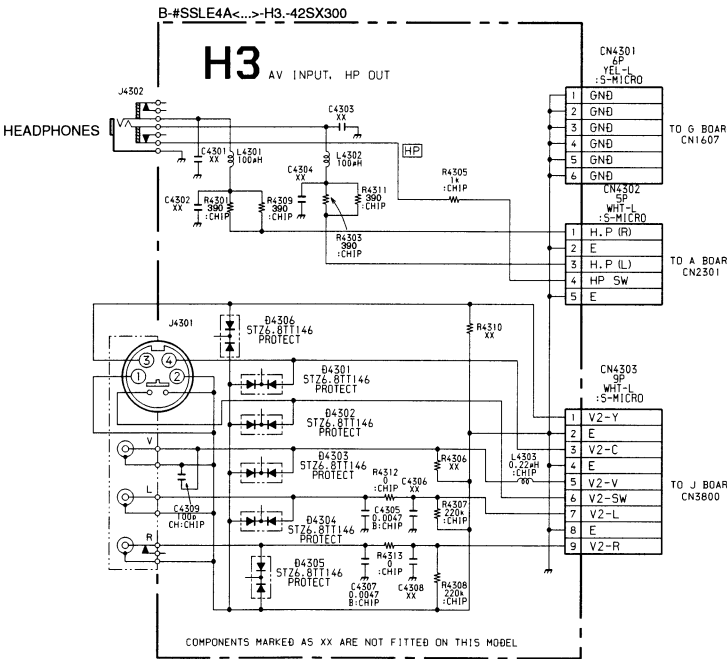 B-#SSLE4A<...>-H3.-42SX300
H3 AV INPUT, HP OUT
CN4301
6P
YEL-L
:S-MICRO
1 GND
2 GND
3 GND
4 GND
5 GND
6 GND
TO G BOAR
CN1607
J4302
HEADPHONES
C4303
XX
C4301
XX
L4301
100µH
C4304
XX
L4302
100µH
HP
R4305
1k
:CHIP
C4302
XX
R4301
390
:CHIP
R4309
390
:CHIP
R4311
390
:CHIP
R4303
390
:CHIP
CN4302
5P
WHT-L
:S-MICRO
1 H.P (R)
2 E
3 H.P (L)
4 HP SW
5 E
TO A BOAR
CN2301
J4301
3 4
1 2
D4306
STZ6.8TT146
PROTECT
R4310
XX
D4301
STZ6.8TT146
PROTECT
D4302
STZ6.8TT146
PROTECT
D4303
STZ6.8TT146
PROTECT
D4304
STZ6.8TT146
PROTECT
D4305
STZ6.8TT146
PROTECT
CN4303
9P
WHT-L
:S-MICRO
1 V2-Y
2 E
3 V2-C
4 E
5 V2-V
6 V2-SW
7 V2-L
8 E
9 V2-R
TO J BOAR
CN3800
V
L
R
C4309
100p
CH:CHIP
R4312
0
:CHIP
C4306
XX
R4306
XX
L4303
0.22µH
:CHIP
C4305
0.0047
B:CHIP
R4307
220k
:CHIP
R4313
0
:CHIP
C4307
0.0047
B:CHIP
C4308
XX
R4308
220k
:CHIP
COMPONENTS MARKED AS XX ARE NOT FITTED ON THIS MODEL